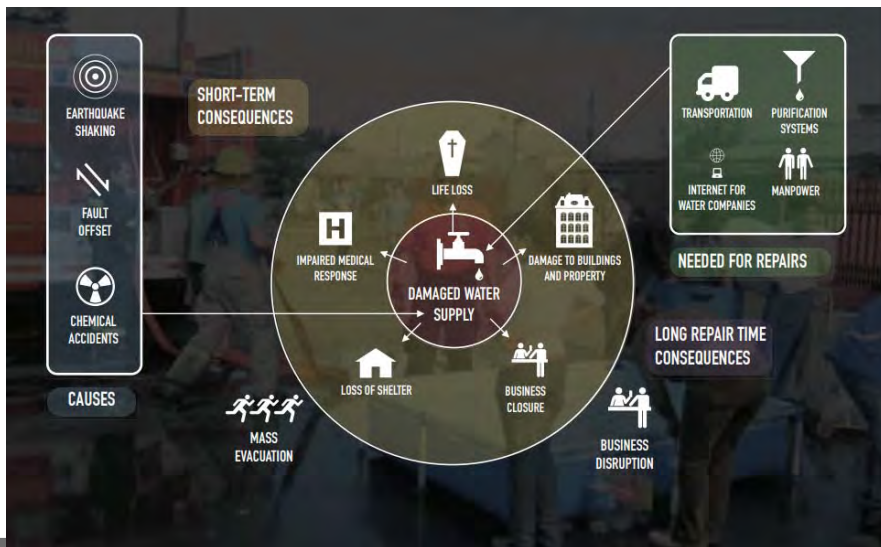 EARTHQUAKE
SHAKING
FAULT
OFFSET
CHEMICAL
ACCIDENTS
CAUSES
SHORT-TERM
CONSEQUENCES
LIFE LOSS
H
IMPAIRED MEDICAL
RESPONSE
DAMAGE TO BUILDINGS
AND PROPERTY
DAMAGED WATER
SUPPLY
LOSS OF SHELTER
BUSINESS
CLOSURE
MASS
EVACUATION
BUSINESS
DISRUPTION
TRANSPORTATION
PURIFICATION
SYSTEMS
INTERNET FOR
WATER COMPANIES
MANPOWER
NEEDED FOR REPAIRS
LONG REPAIR TIME
CONSEQUENCES